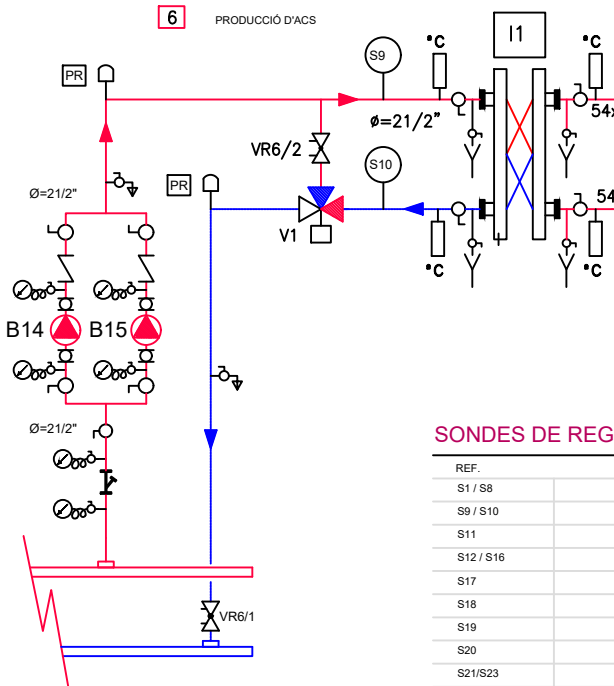 6 PRODUCCIÓ D'ACS
I1
S9
°C
°C
PR
Ø=21/2"
54x
VR6/2
S10
PR
Ø=21/2"
54
V1
°C
°C
B14
B15
Ø=21/2"
SONDES DE REG
REF.
S1 / S8
S9 / S10
S11
S12 / S16
S17
S18
VR6/1
S19
S20
S21/S23